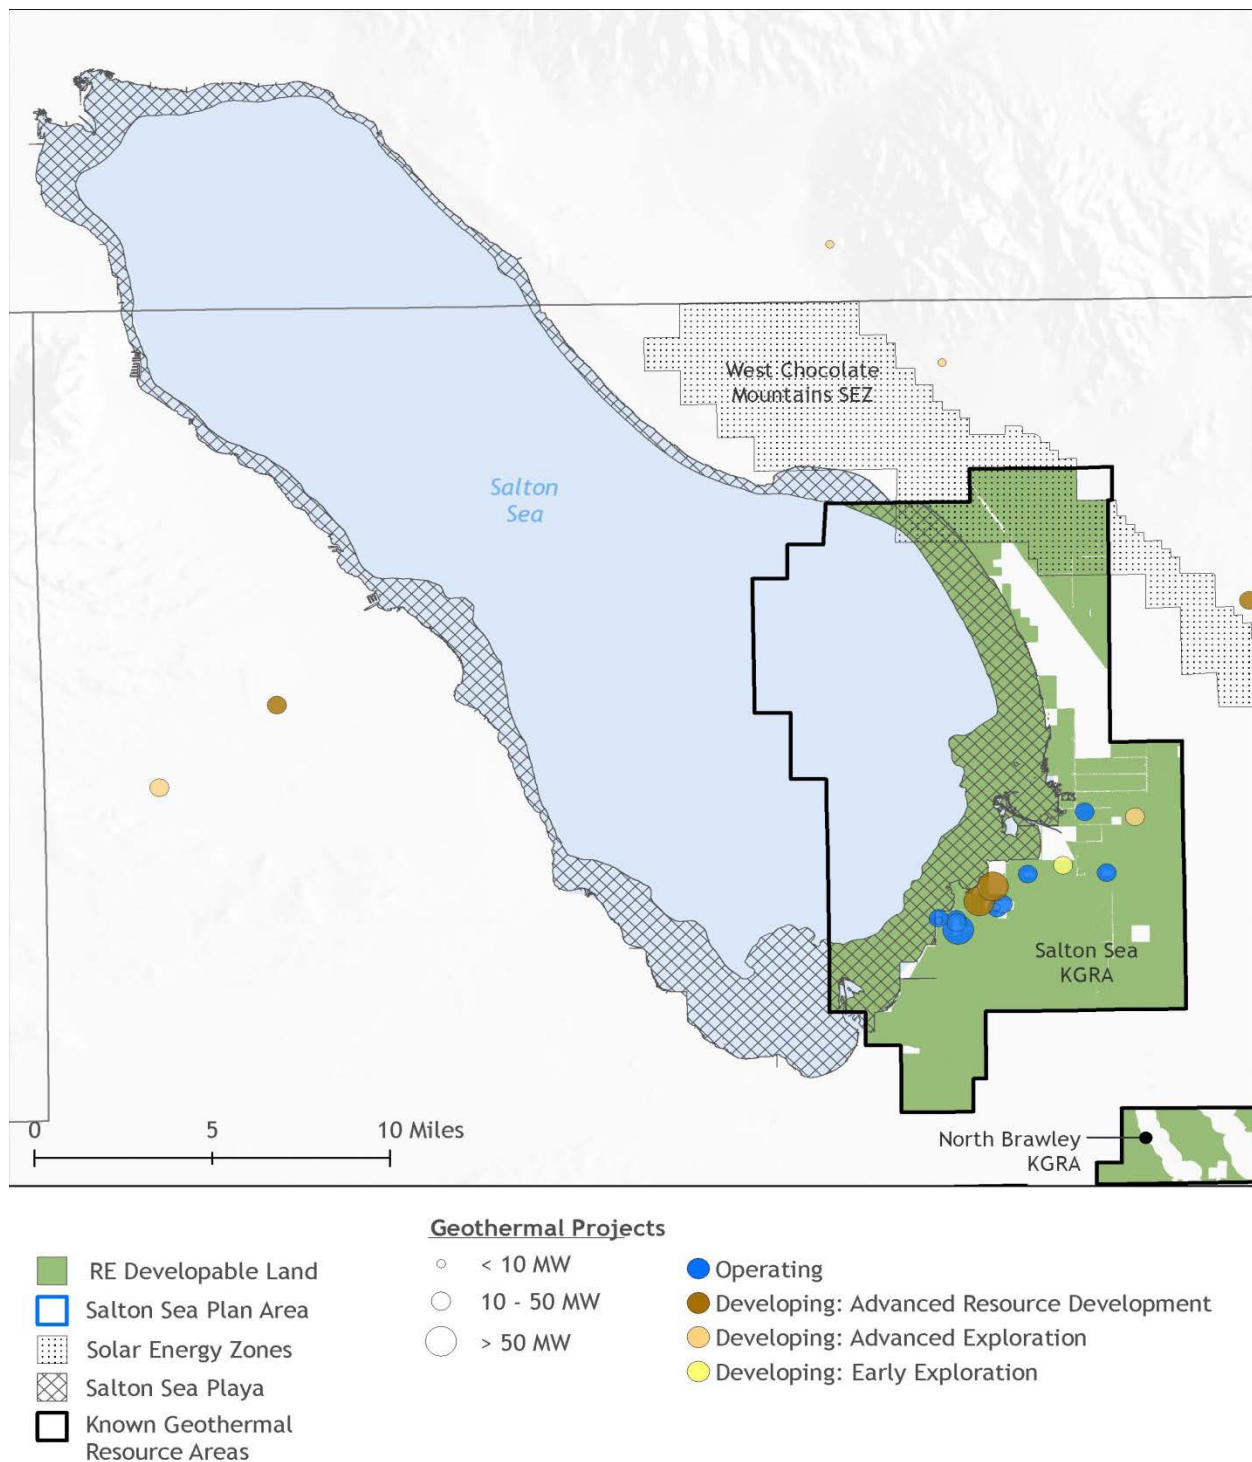 West Chocolate
Mountains SEZ
Salton
Sea
Salton Sea
KGRA
0 5 10 Miles
North Brawley
KGRA
RE Developable Land
Salton Sea Plan Area
Solar Energy Zones
Salton Sea Playa
Known Geothermal
Resource Areas
Geothermal Projects
< 10 MW
10 - 50 MW
> 50 MW
Operating
Developing: Advanced Resource Development
Developing: Advanced Exploration
Developing: Early Exploration